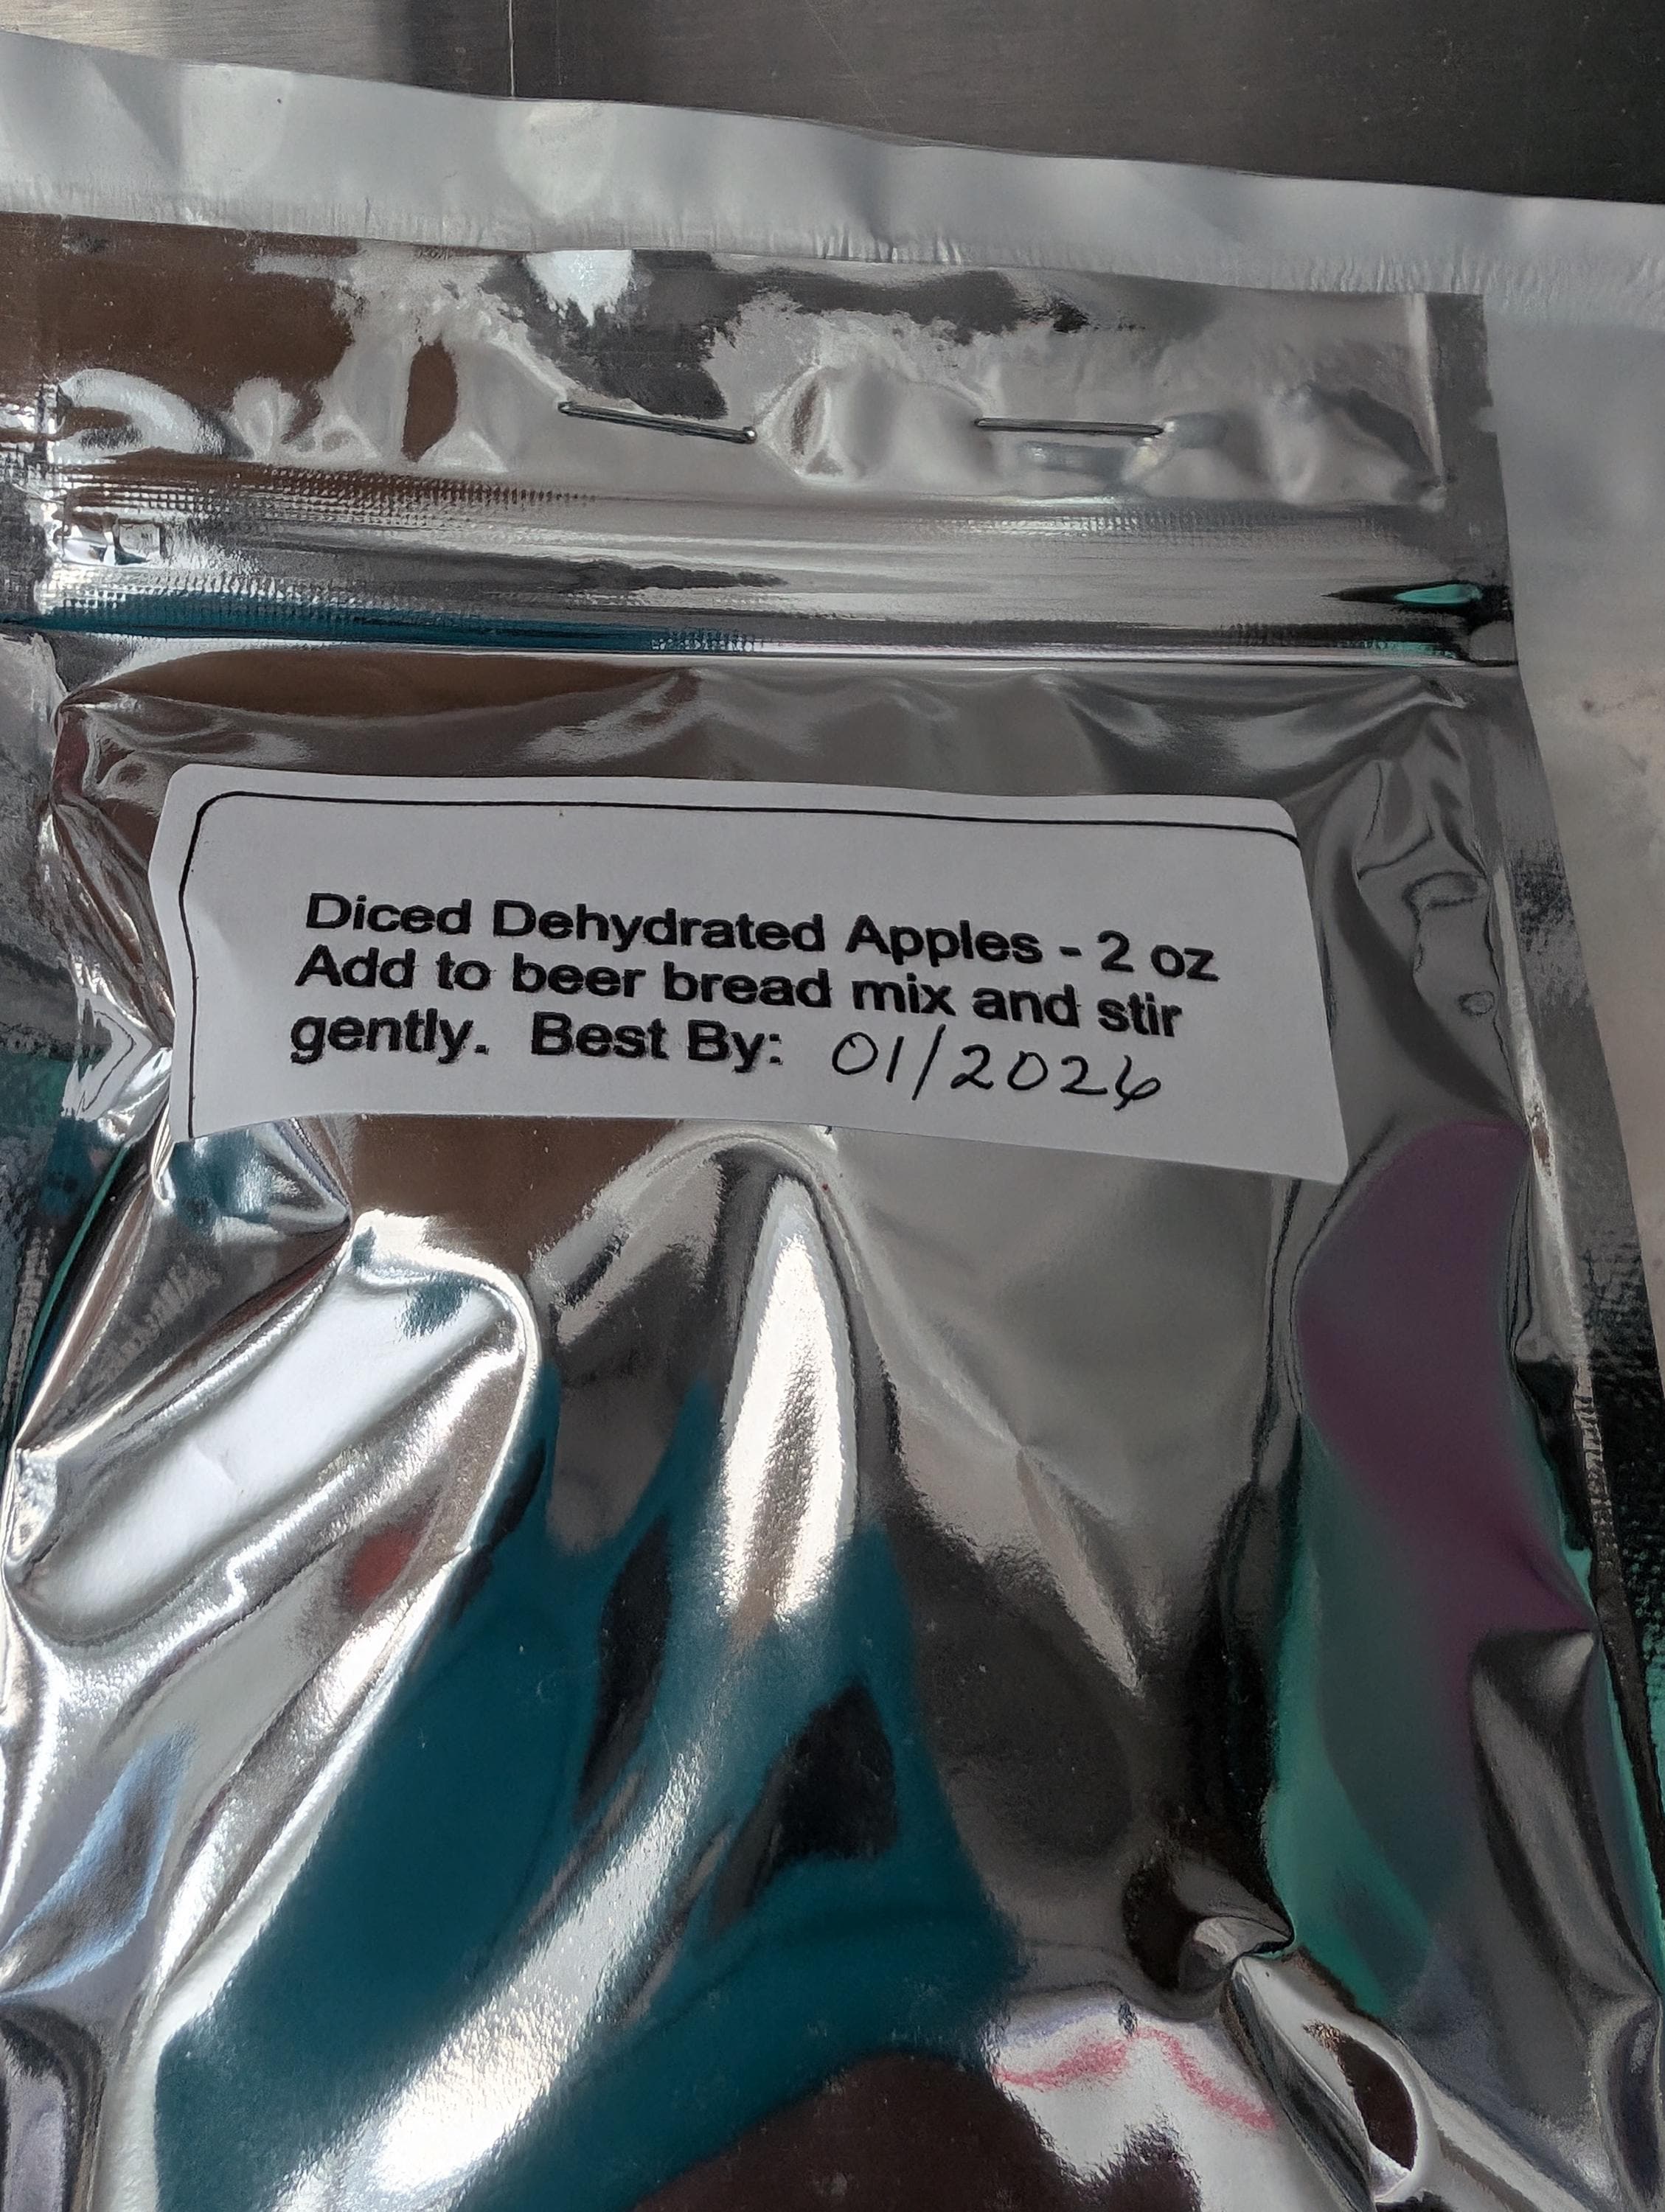 Diced Dehydrated Apples - 2 oz
Add to beer bread mix and stir
gently. Best By: 01/2026